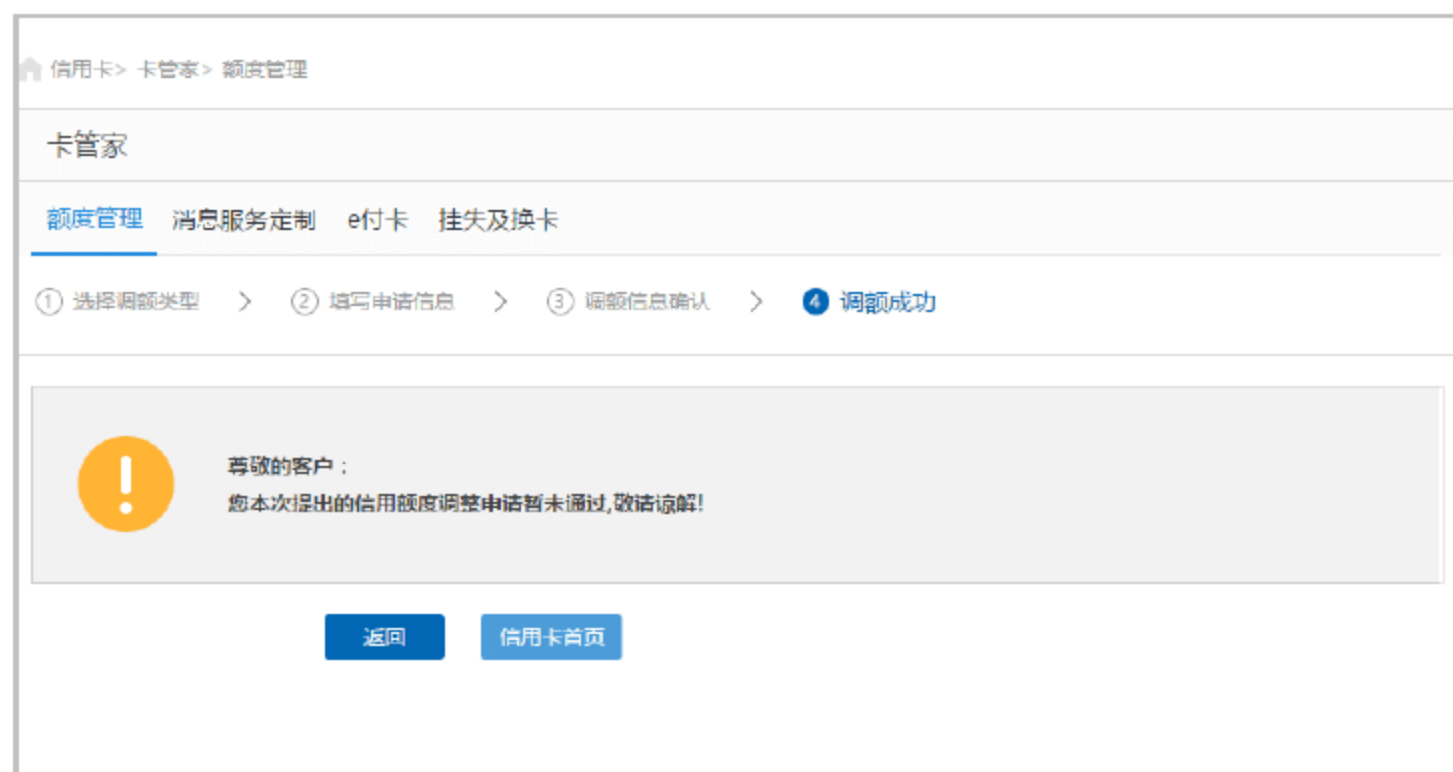 信用卡> 卡管家> 额度管理
卡管家
额度管理 消息服务定制 e付卡 挂失及换卡
① 选择调额类型 > ② 填写申请信息 > ③ 调额信息确认 > ④ 调额成功
尊敬的客户：
您本次提出的信用额度调整申请暂未通过,敬请谅解!
返回 信用卡首页